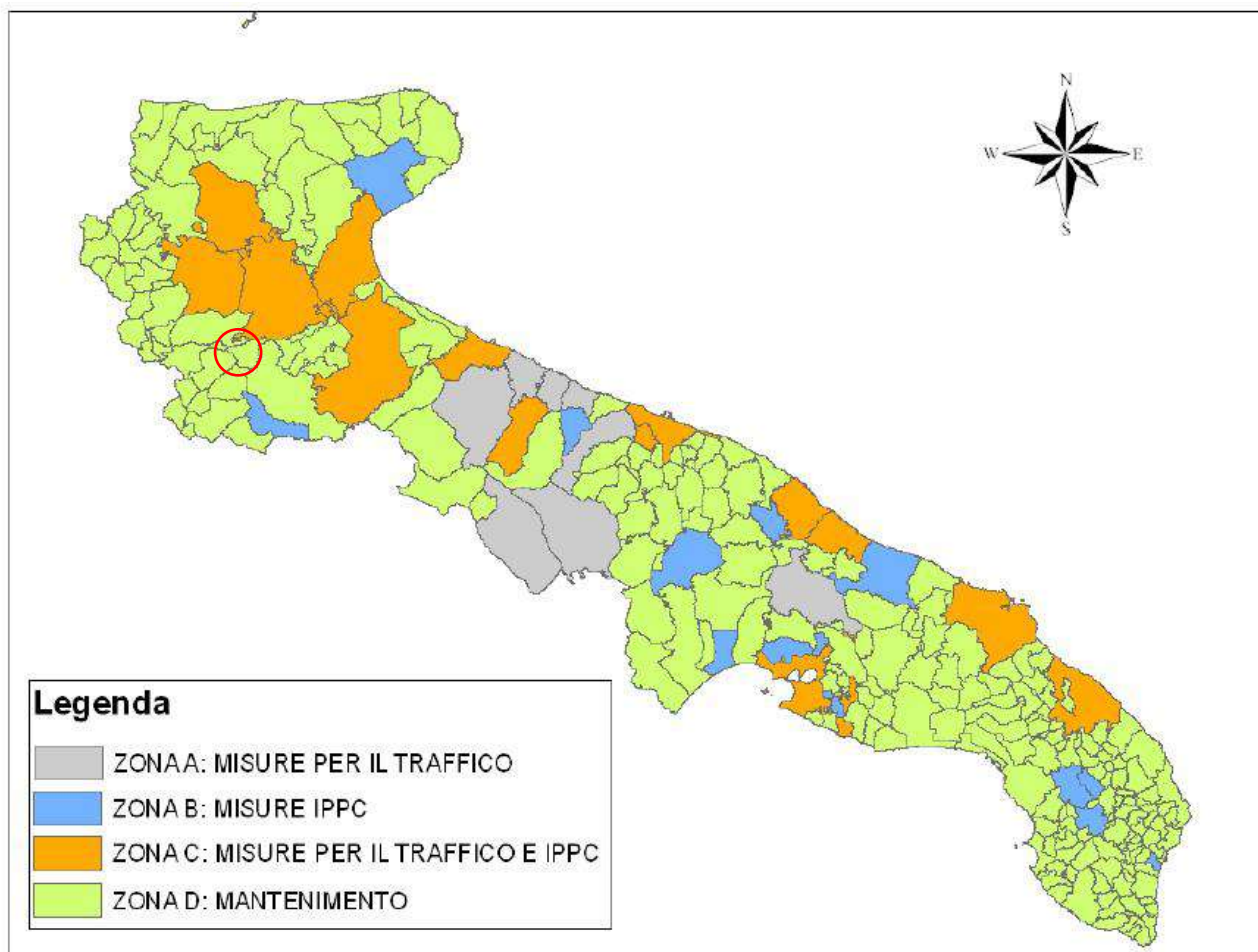 N
W E
S
Legenda
ZONA A: MISURE PER IL TRAFFICO
ZONA B: MISURE IPPC
ZONA C: MISURE PER IL TRAFFICO E IPPC
ZONA D: MANTENIMENTO